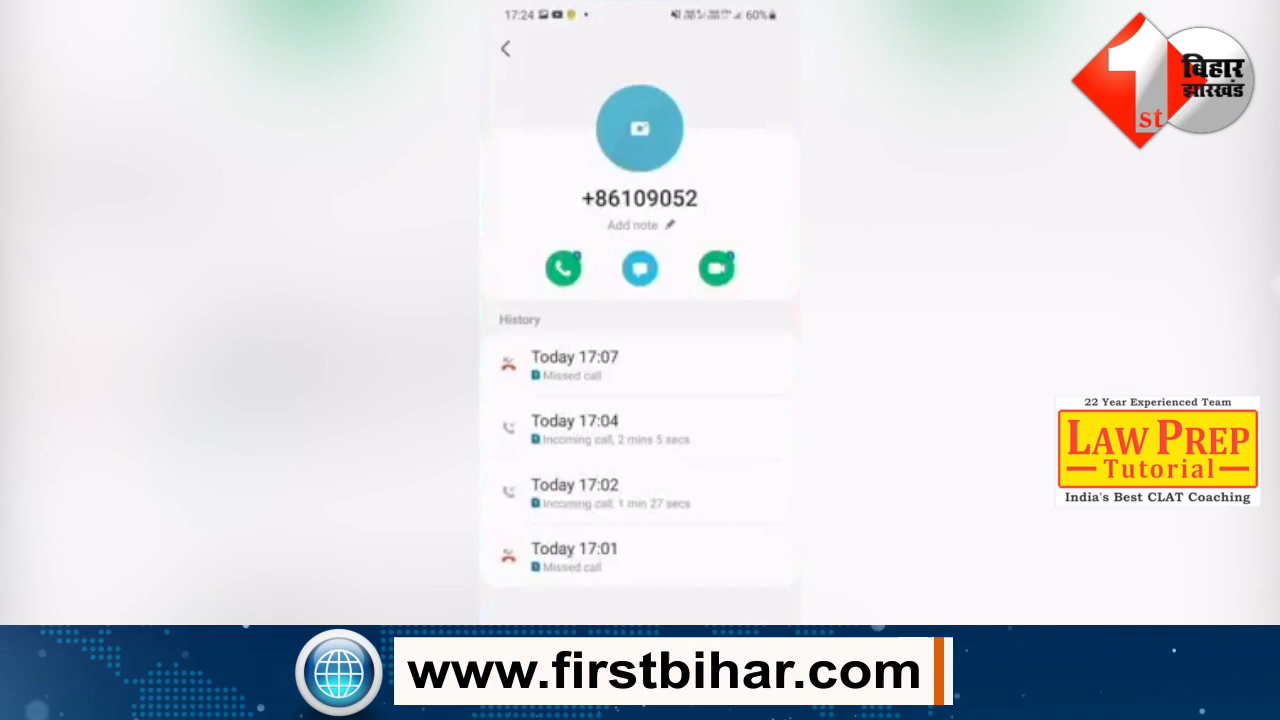 17:24
60%
1st
बिहार
झारखंड
+86109052
Add note
History
Today 17:07
Missed call
Today 17:04
Incoming call, 2 mins 5 secs
Today 17:02
Incoming call, 1 min 27 secs
Today 17:01
Missed call
22 Year Experienced Team
LAW PREP
Tutorial
India's Best CLAT Coaching
www.firstbihar.com